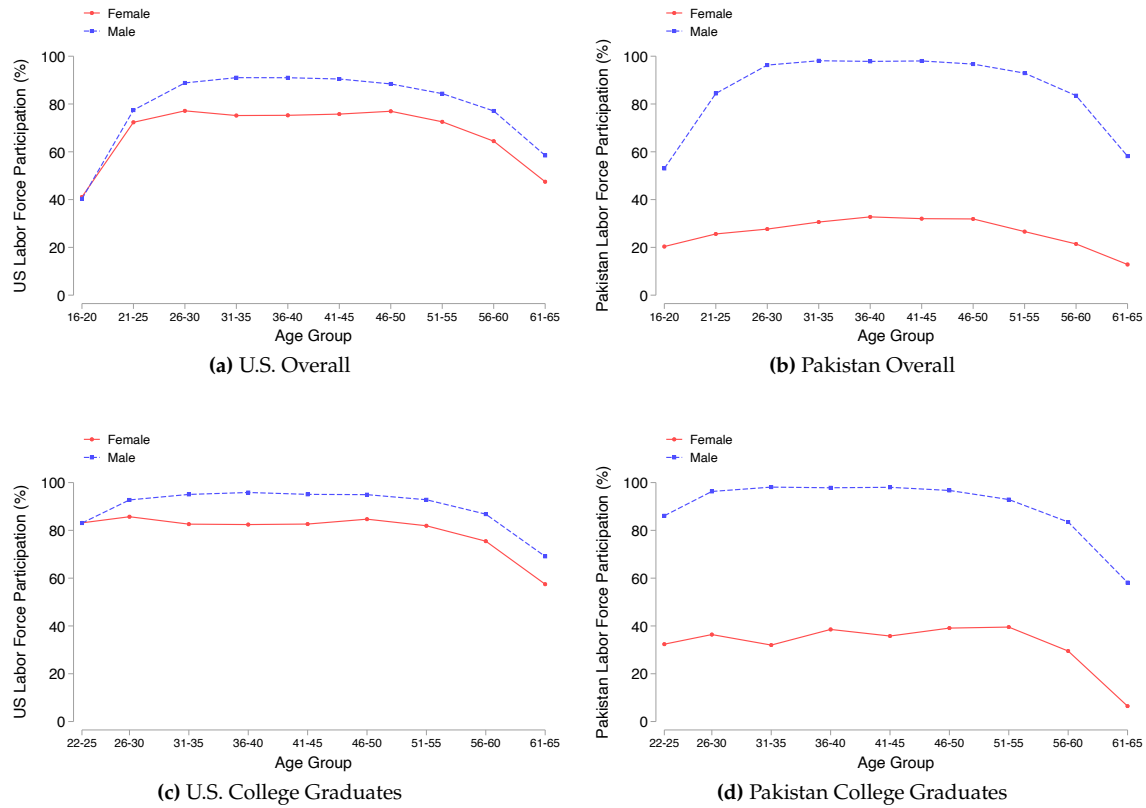 Female
Male
US Labor Force Participation (%)
100
80
60
40
20
0
16-20 21-25 26-30 31-35 36-40 41-45 46-50 51-55 56-60 61-65
Age Group
(a) U.S. Overall
Female
Male
Pakistan Labor Force Participation (%)
100
80
60
40
20
0
16-20 21-25 26-30 31-35 36-40 41-45 46-50 51-55 56-60 61-65
Age Group
(b) Pakistan Overall
Female
Male
US Labor Force Participation (%)
100
80
60
40
20
0
22-25 26-30 31-35 36-40 41-45 46-50 51-55 56-60 61-65
Age Group
(c) U.S. College Graduates
Female
Male
Pakistan Labor Force Participation (%)
100
80
60
40
20
0
22-25 26-30 31-35 36-40 41-45 46-50 51-55 56-60 61-65
Age Group
(d) Pakistan College Graduates